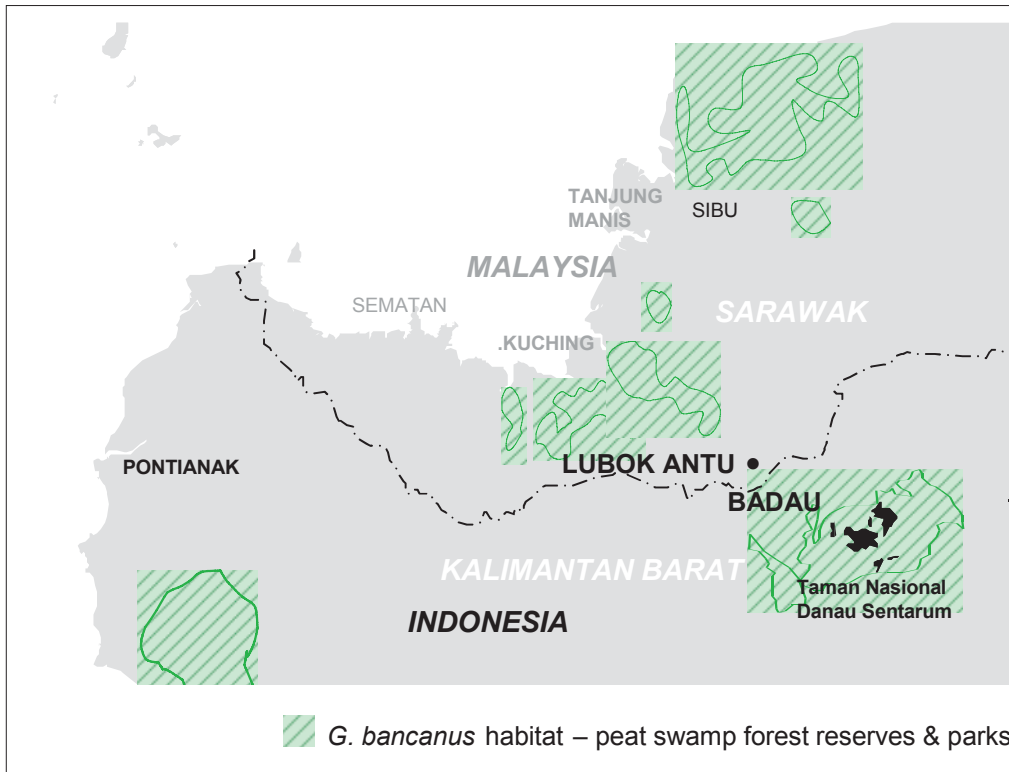 TANJUNG
MANIS
SIBU
MALAYSIA
SEMATAN
SARAWAK
.KUCHING
PONTIANAK
LUBOK ANTU
BADAU
KALIMANTAN BARAT
Taman Nasional
Danau Sentarum
INDONESIA
G. bancanus habitat – peat swamp forest reserves & parks